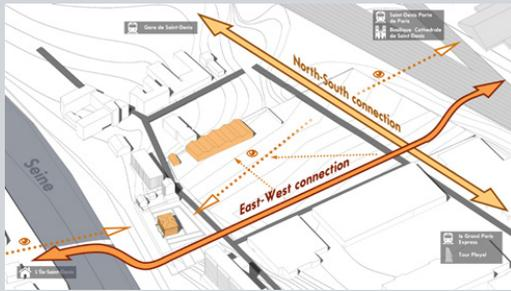 Gare de Saint-Denis
Saint-Denis Porte
de Paris
Basilique Cathédrale
de Saint-Denis
North-South connection
Seine
East-West connection
L'Île-Saint-Denis
le Grand Paris
Express
Tour Pleyel